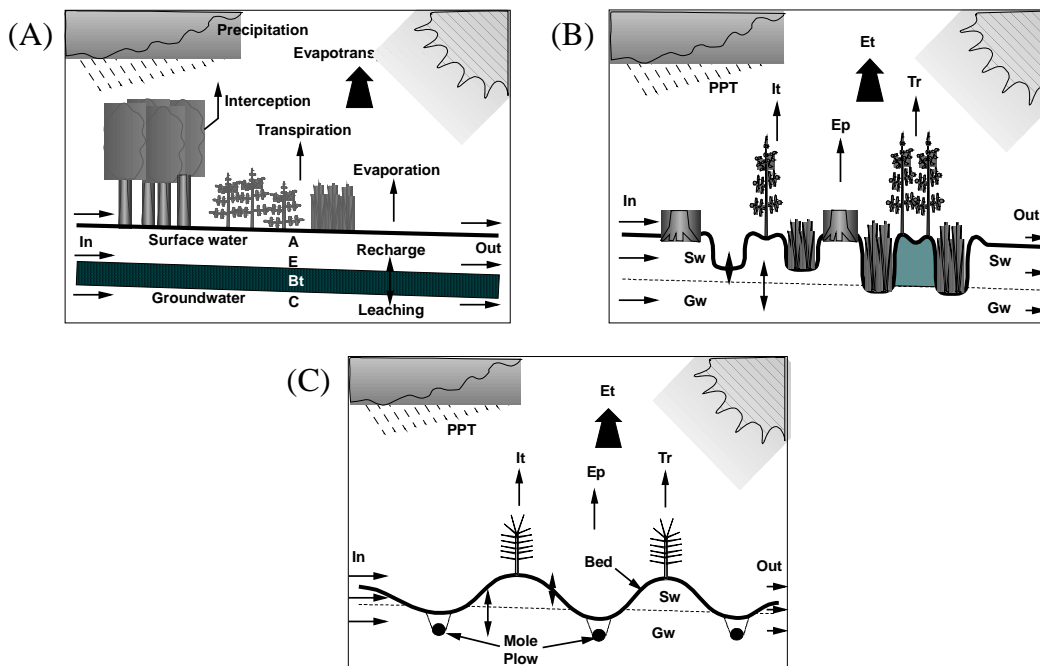 (A)
Precipitation
Evapotrans
Interception
Transpiration
Evaporation
Surface water
A
Recharge
In
E
Out
Bt
Groundwater
C
Leaching
(B)
Et
PPT
It
Tr
Ep
In
Out
Sw
Sw
Gw
Gw
(C)
Et
PPT
It
Ep
Tr
In
Bed
Out
Sw
Mole
Plow
Gw